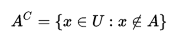 A^C = {x ∈ U : x ∉ A}